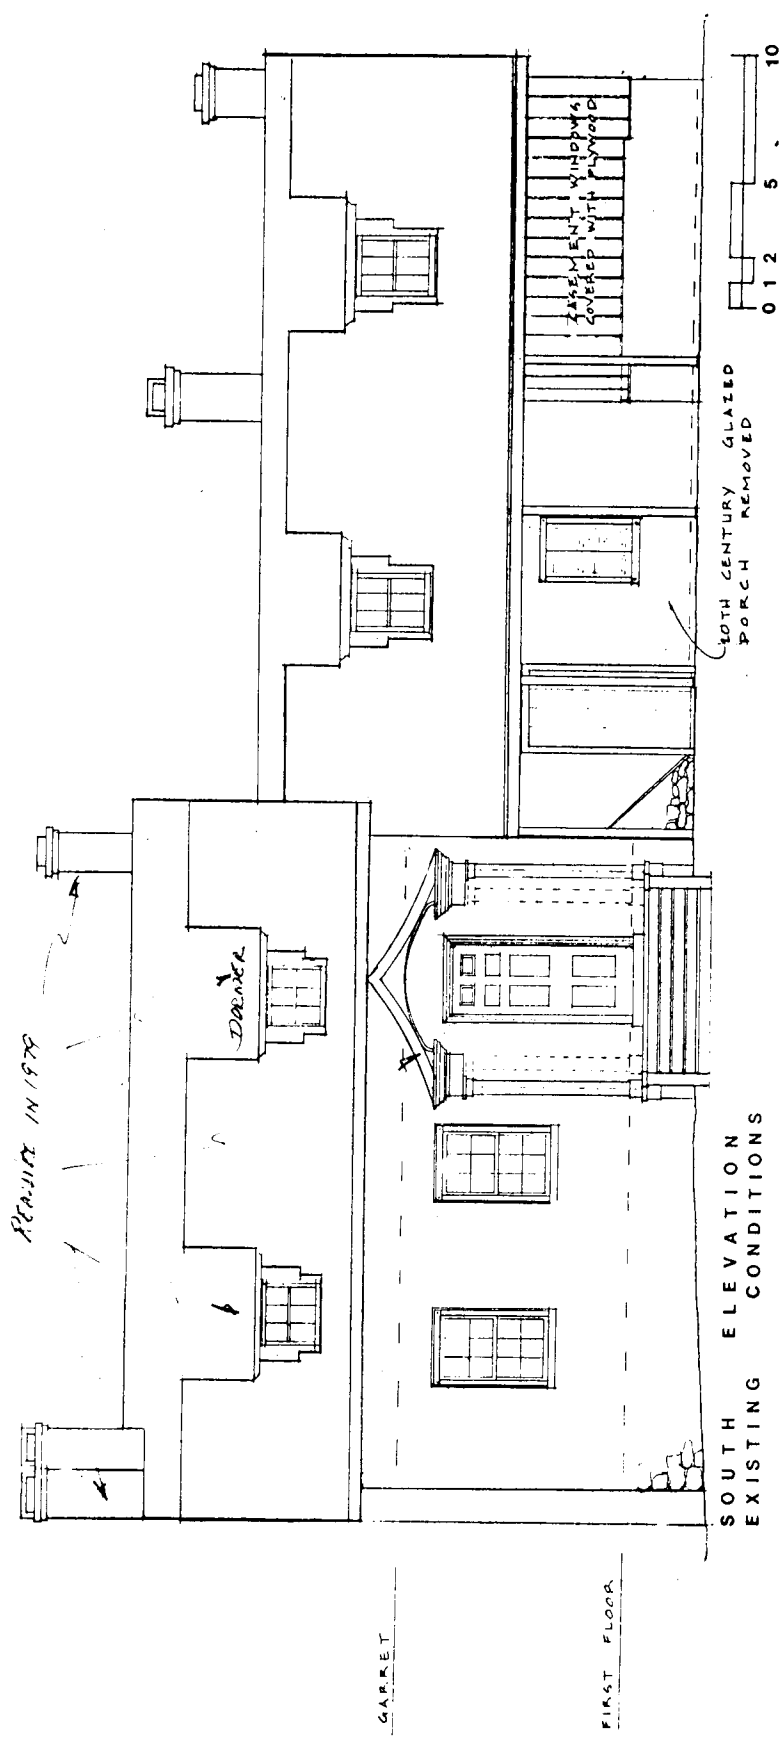 IN 1979
DORMER
CASEMENT WINDOWS
COVERED WITH PLYWOOD
GARRET
FIRST FLOOR
20TH CENTURY GLAZED
PORCH REMOVED
SOUTH ELEVATION
EXISTING CONDITIONS
0 1 2 5 10